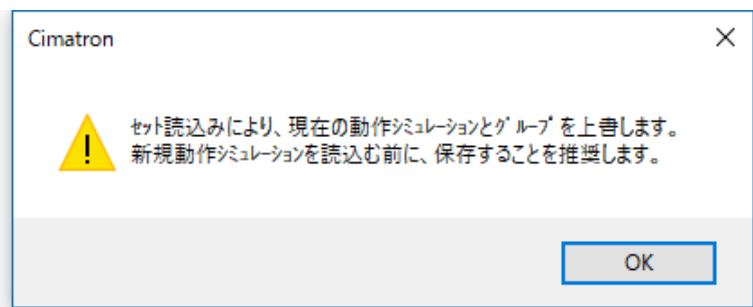 Cimatron
ｾｯﾄ読込みにより、現在の動作ｼﾐｭﾚｰｼｮﾝとｸﾞﾙｰﾌﾟを上書します。
新規動作ｼﾐｭﾚｰｼｮﾝを読込む前に、保存することを推奨します。
OK